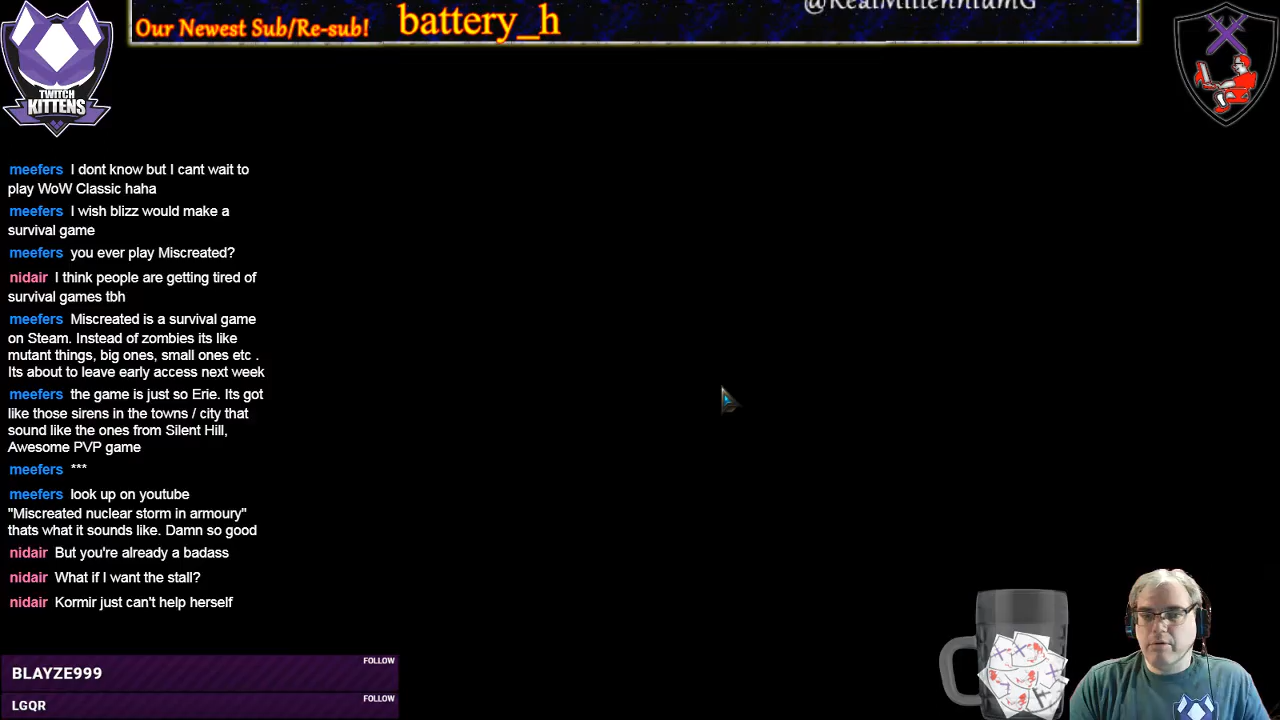 @RealMillenniumG
Our Newest Sub/Re-sub! battery_h
TWITCH
KITTENS
meefers I dont know but I cant wait to
play WoW Classic haha
meefers I wish blizz would make a
survival game
meefers you ever play Miscreated?
nidair I think people are getting tired of
survival games tbh
meefers Miscreated is a survival game
on Steam. Instead of zombies its like
mutant things, big ones, small ones etc .
Its about to leave early access next week
meefers the game is just so Erie. Its got
like those sirens in the towns / city that
sound like the ones from Silent Hill,
Awesome PVP game
meefers ***
meefers look up on youtube
"Miscreated nuclear storm in armoury"
thats what it sounds like. Damn so good
nidair But you're already a badass
nidair What if I want the stall?
nidair Kormir just can't help herself
FOLLOW
BLAYZE999
FOLLOW
LGQR